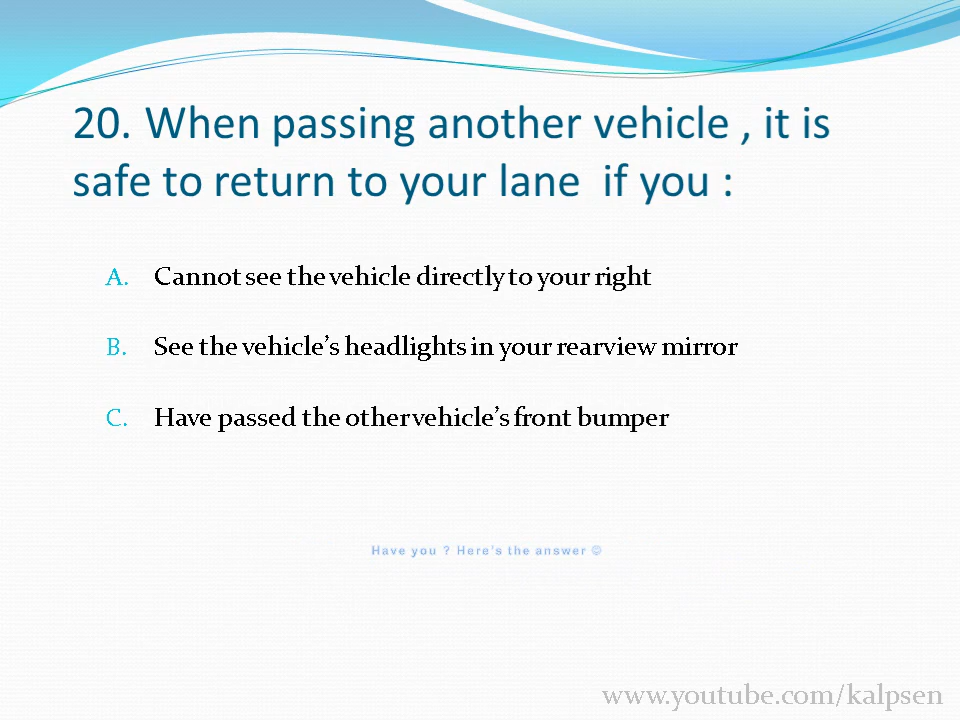 20. When passing another vehicle , it is
safe to return to your lane  if you :
A. Cannot see the vehicle directly to your right
B. See the vehicle’s headlights in your rearview mirror
C. Have passed the other vehicle’s front bumper
Have you ? Here's the answer ☺
www.youtube.com/kalpsen